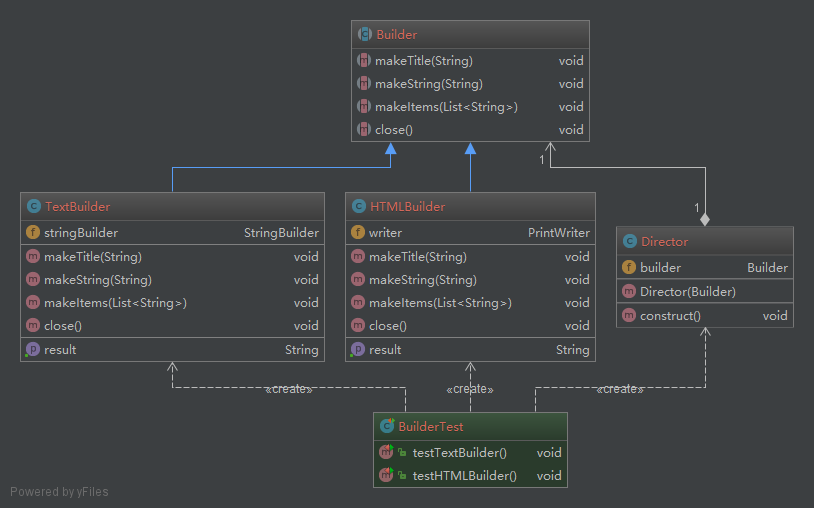 Builder
makeTitle(String) void
makeString(String) void
makeItems(List<String>) void
close() void
1
1
TextBuilder
stringBuilder StringBuilder
makeTitle(String) void
makeString(String) void
makeItems(List<String>) void
close() void
result String
HTMLBuilder
writer PrintWriter
makeTitle(String) void
makeString(String) void
makeItems(List<String>) void
close() void
result String
Director
builder Builder
Director(Builder)
construct() void
«create»
«create»
«create»
BuilderTest
testTextBuilder() void
testHTMLBuilder() void
Powered by yFiles